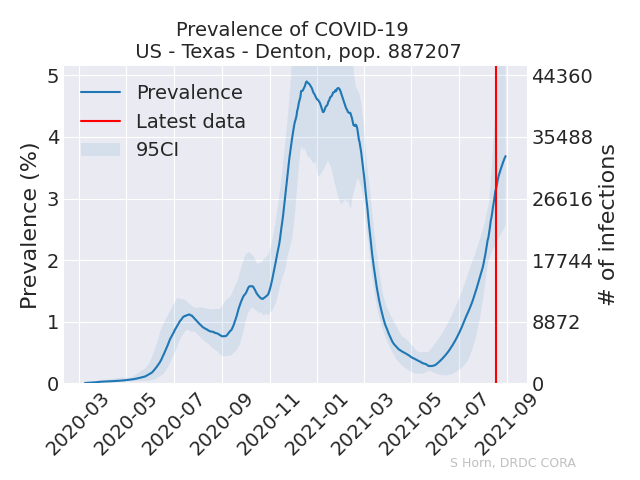 Prevalence of COVID-19
US - Texas - Denton, pop. 887207
Prevalence
Latest data
95CI
Prevalence (%)
5
4
3
2
1
0
44360
35488
26616
17744
8872
0
# of infections
2020-03
2020-05
2020-07
2020-09
2020-11
2021-01
2021-03
2021-05
2021-07
2021-09
S Horn, DRDC CORA